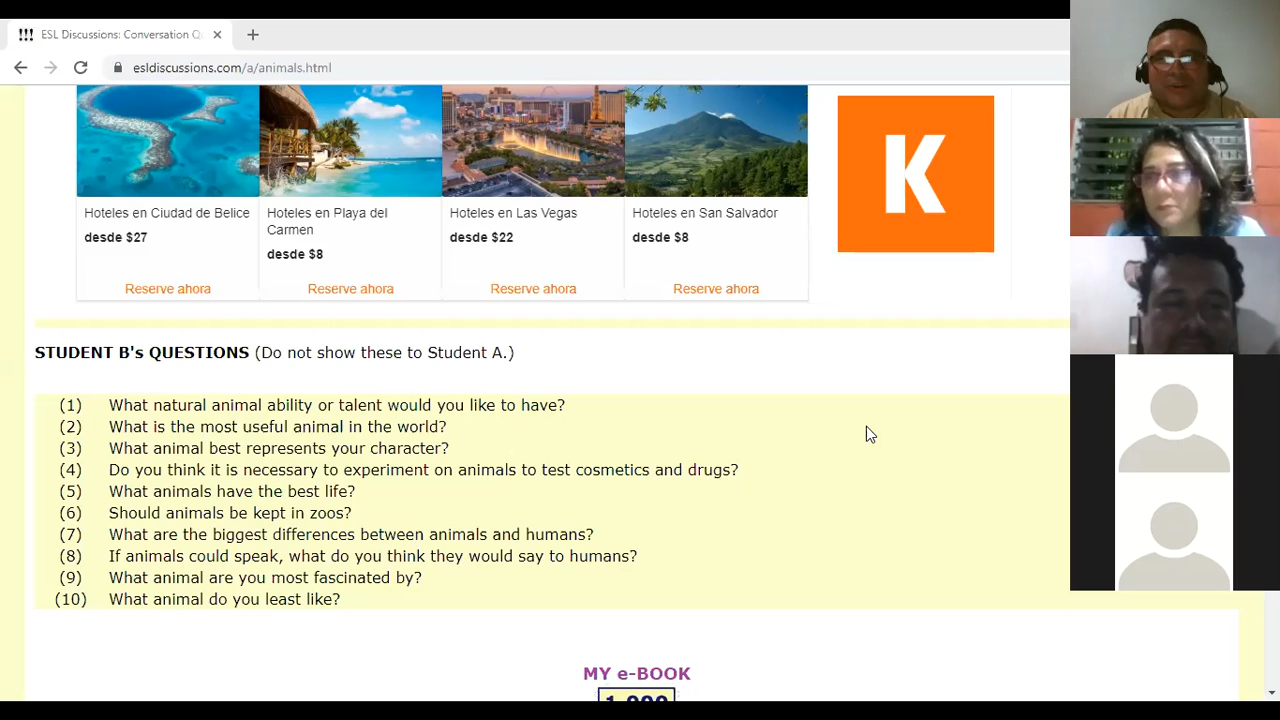 ESL Discussions: Conversation Q
esldiscussions.com/a/animals.html
Hoteles en Ciudad de Belice
desde $27
Reserve ahora
Hoteles en Playa del
Carmen
desde $8
Reserve ahora
Hoteles en Las Vegas
desde $22
Reserve ahora
Hoteles en San Salvador
desde $8
Reserve ahora
K
STUDENT B's QUESTIONS (Do not show these to Student A.)
(1) What natural animal ability or talent would you like to have?
(2) What is the most useful animal in the world?
(3) What animal best represents your character?
(4) Do you think it is necessary to experiment on animals to test cosmetics and drugs?
(5) What animals have the best life?
(6) Should animals be kept in zoos?
(7) What are the biggest differences between animals and humans?
(8) If animals could speak, what do you think they would say to humans?
(9) What animal are you most fascinated by?
(10) What animal do you least like?
MY e-BOOK
1,000